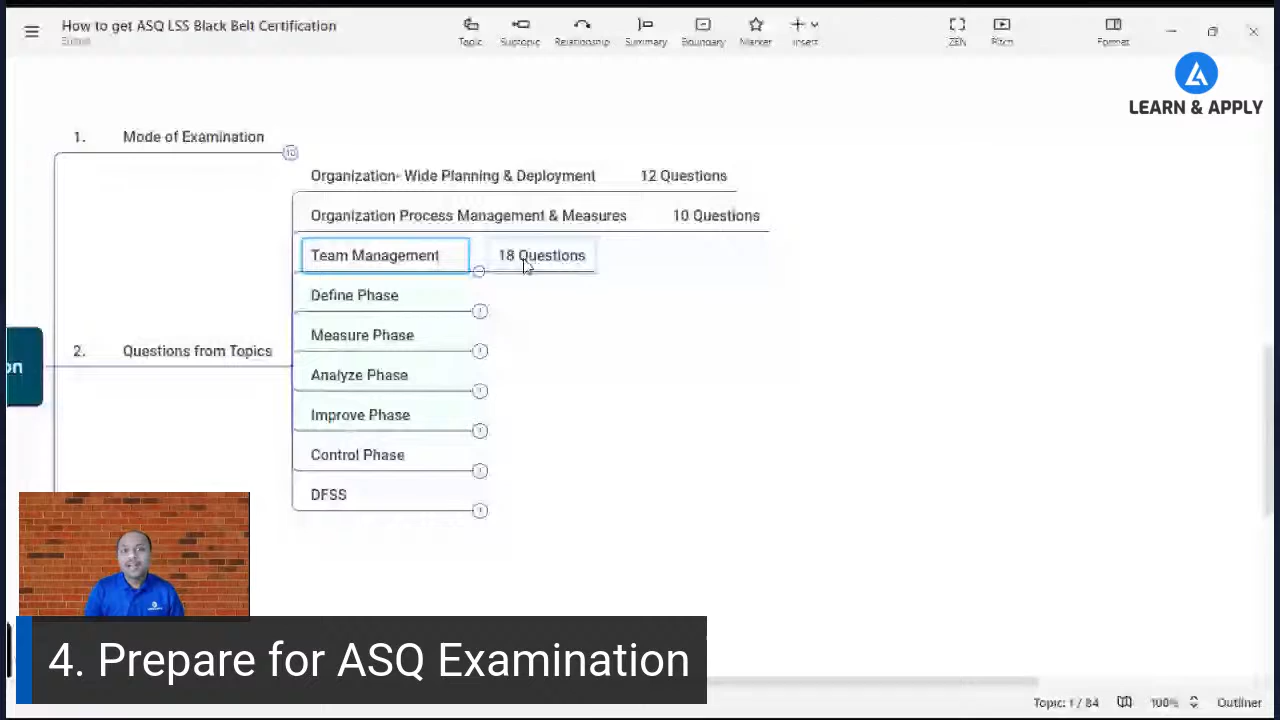 How to get ASQ LSS Black Belt Certification
Edited
Topic
Subtopic
Relationship
Summary
Boundary
Marker
Insert
ZEN
Pitch
Format
LEARN & APPLY
1. Mode of Examination
10
Organization- Wide Planning & Deployment 12 Questions
Organization Process Management & Measures 10 Questions
Team Management 18 Questions
Define Phase
Measure Phase
2. Questions from Topics
on
Analyze Phase
Improve Phase
Control Phase
DFSS
4. Prepare for ASQ Examination
Topic: 1 / 84
100%
Outliner